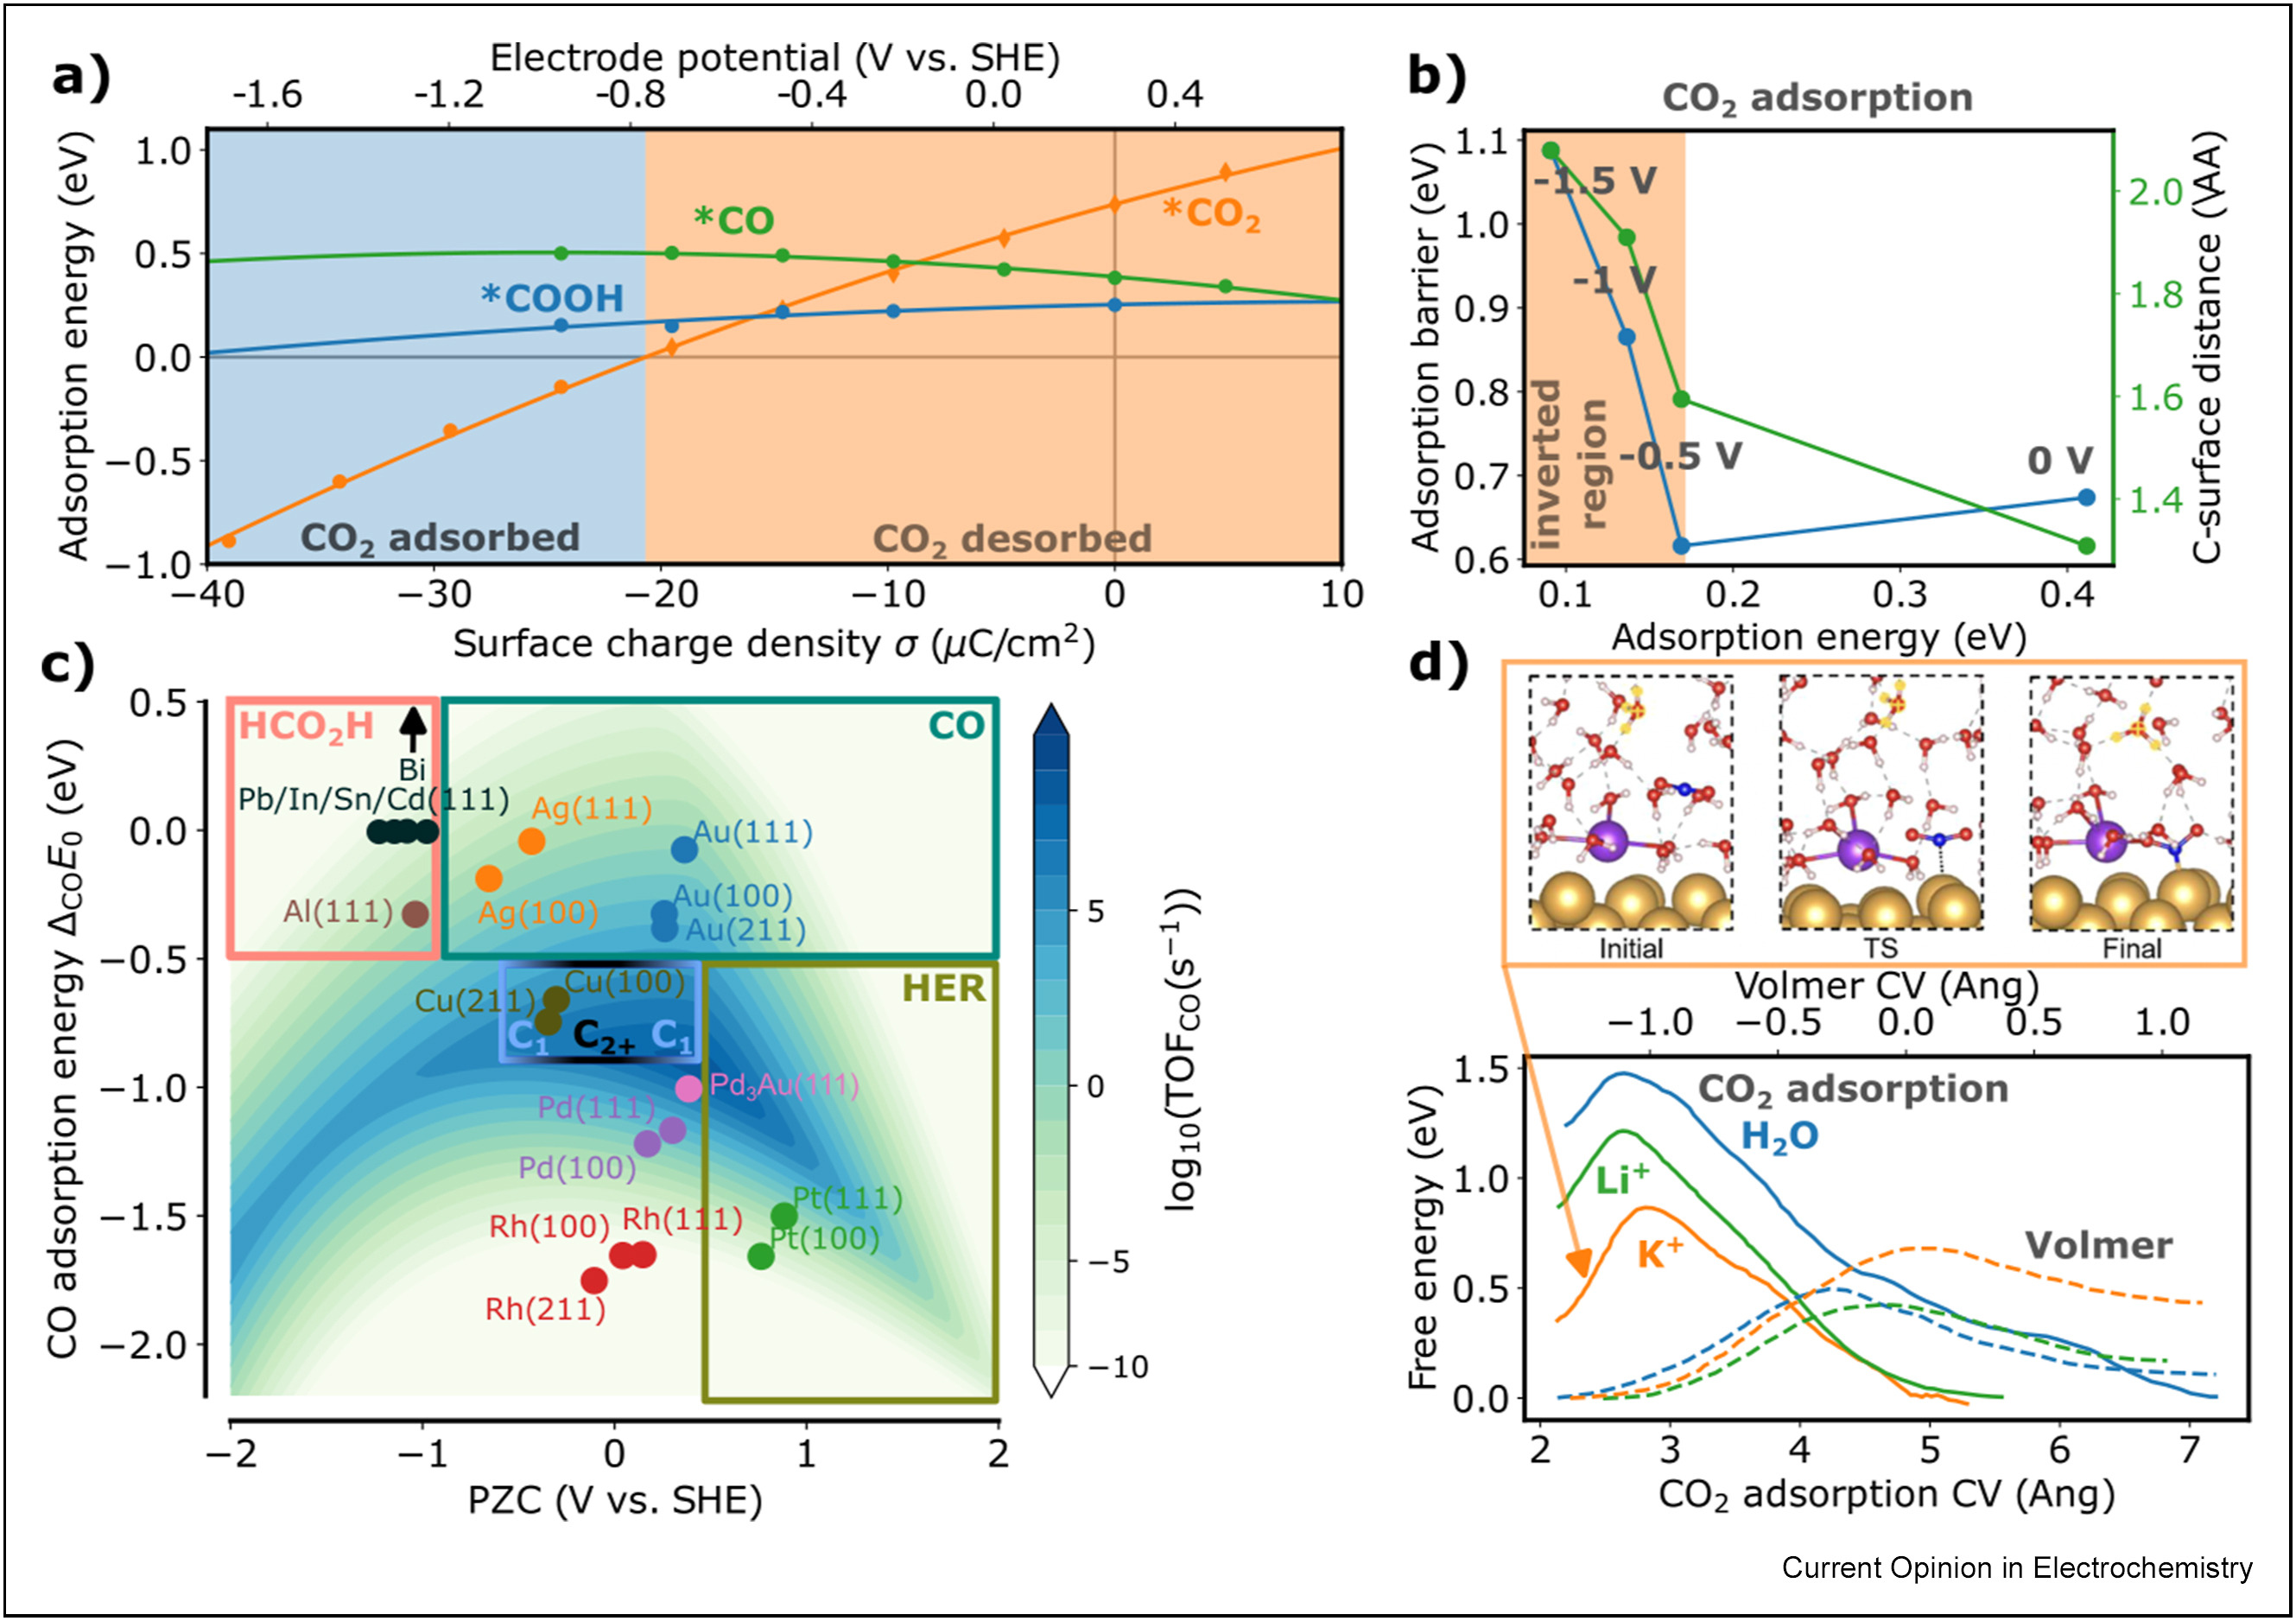 a)
Electrode potential (V vs. SHE)
-1.6 -1.2 -0.8 -0.4 0.0 0.4
Adsorption energy (eV)
1.0
0.5
0.0
−0.5
−1.0
*CO
*CO₂
*COOH
CO₂ adsorbed
CO₂ desorbed
−40 −30 −20 −10 0 10
Surface charge density σ (μC/cm²)
b)
CO₂ adsorption
Adsorption barrier (eV)
1.1
1.0
0.9
0.8
0.7
0.6
-1.5 V
-1 V
-0.5 V
0 V
inverted
region
2.0
1.8
1.6
1.4
C-surface distance (VAA)
0.1 0.2 0.3 0.4
Adsorption energy (eV)
c)
CO adsorption energy ΔCOE₀ (eV)
0.5
0.0
−0.5
−1.0
−1.5
−2.0
HCO₂H
CO
Bi
Pb/In/Sn/Cd(111)
Ag(111)
Au(111)
Al(111)
Ag(100)
Au(100)
Au(211)
HER
Cu(211)
Cu(100)
C₁ C₂₊ C₁
Pd₃Au(111)
Pd(111)
Pd(100)
Pt(111)
Rh(100)
Rh(111)
Pt(100)
Rh(211)
−2 −1 0 1 2
PZC (V vs. SHE)
5
0
−5
−10
log₁₀(TOFCO(s⁻¹))
d)
Initial
TS
Final
Volmer CV (Ang)
−1.0 −0.5 0.0 0.5 1.0
Free energy (eV)
1.5
1.0
0.5
0.0
CO₂ adsorption
H₂O
Li⁺
K⁺
Volmer
2 3 4 5 6 7
CO₂ adsorption CV (Ang)
Current Opinion in Electrochemistry